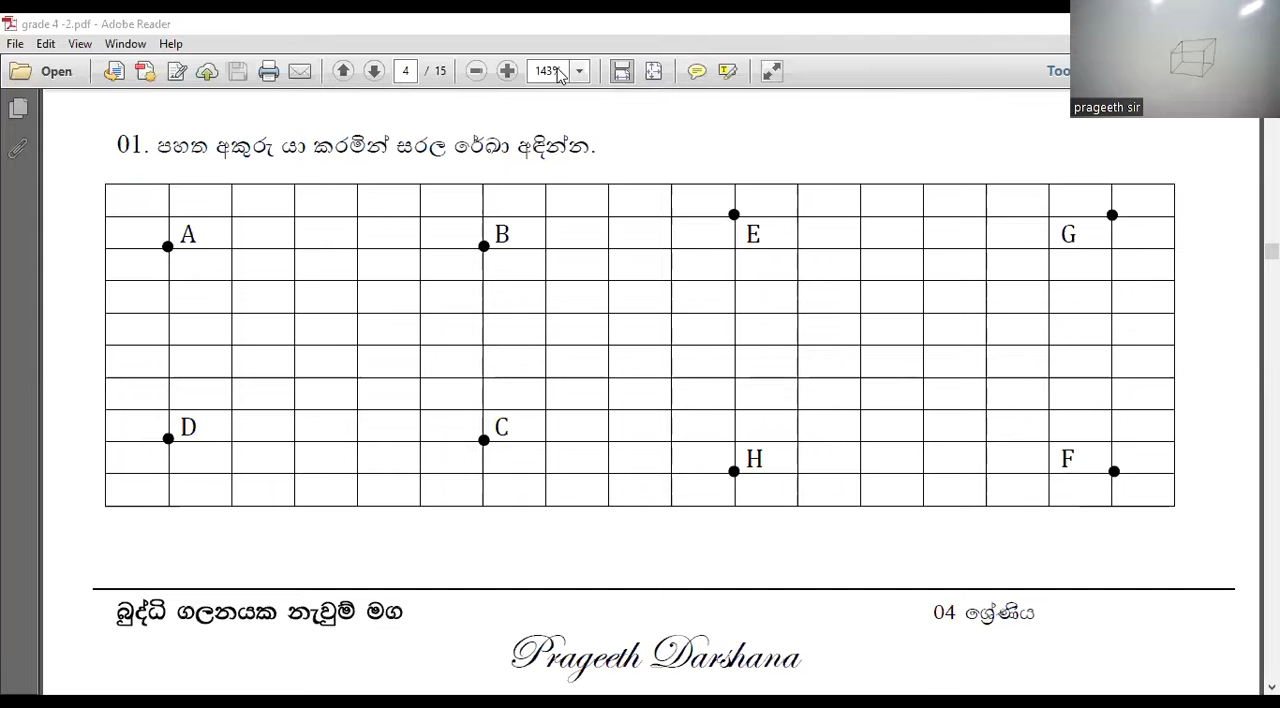 grade 4 -2.pdf - Adobe Reader
File Edit View Window Help
Open 4 / 15 143%
prageeth sir
01. පහත අකුරු යා කරමින් සරල රේඛා අඳින්න.
A B E G
D C H F
බුද්ධි ගලනයක නැවුම් මග 04 ශ්‍රේණිය
Prageeth Darshana